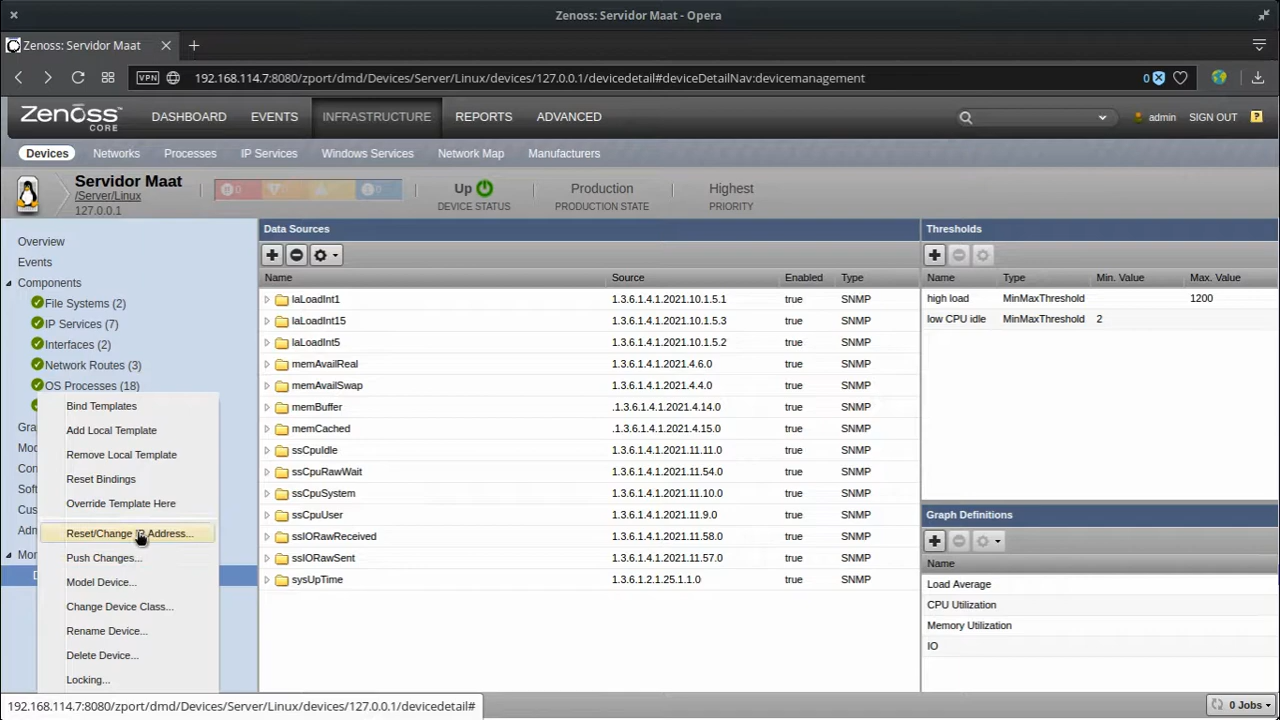 Zenoss: Servidor Maat - Opera
Zenoss: Servidor Maat
VPN
192.168.114.7:8080/zport/dmd/Devices/Server/Linux/devices/127.0.0.1/devicedetail#deviceDetailNav:devicemanagement
0
Zenoss
CORE
DASHBOARD
EVENTS
INFRASTRUCTURE
REPORTS
ADVANCED
admin
SIGN OUT
?
Devices
Networks
Processes
IP Services
Windows Services
Network Map
Manufacturers
Servidor Maat
/Server/Linux
127.0.0.1
0
0
0
0
Up
DEVICE STATUS
Production
PRODUCTION STATE
Highest
PRIORITY
Overview
Events
Components
File Systems (2)
IP Services (7)
Interfaces (2)
Network Routes (3)
OS Processes (18)
Gra
Mod
Con
Soft
Cus
Adn
Mon
D
Bind Templates
Add Local Template
Remove Local Template
Reset Bindings
Override Template Here
Reset/Change IP Address...
Push Changes...
Model Device...
Change Device Class...
Rename Device...
Delete Device...
Locking...
Data Sources
Name Source Enabled Type
laLoadInt1 1.3.6.1.4.1.2021.10.1.5.1 true SNMP
laLoadInt15 1.3.6.1.4.1.2021.10.1.5.3 true SNMP
laLoadInt5 1.3.6.1.4.1.2021.10.1.5.2 true SNMP
memAvailReal 1.3.6.1.4.1.2021.4.6.0 true SNMP
memAvailSwap 1.3.6.1.4.1.2021.4.4.0 true SNMP
memBuffer .1.3.6.1.4.1.2021.4.14.0 true SNMP
memCached .1.3.6.1.4.1.2021.4.15.0 true SNMP
ssCpuIdle 1.3.6.1.4.1.2021.11.11.0 true SNMP
ssCpuRawWait 1.3.6.1.4.1.2021.11.54.0 true SNMP
ssCpuSystem 1.3.6.1.4.1.2021.11.10.0 true SNMP
ssCpuUser 1.3.6.1.4.1.2021.11.9.0 true SNMP
ssIORawReceived 1.3.6.1.4.1.2021.11.58.0 true SNMP
ssIORawSent 1.3.6.1.4.1.2021.11.57.0 true SNMP
sysUpTime 1.3.6.1.2.1.25.1.1.0 true SNMP
Thresholds
Name Type Min. Value Max. Value
high load MinMaxThreshold 1200
low CPU idle MinMaxThreshold 2
Graph Definitions
Name
Load Average
CPU Utilization
Memory Utilization
IO
192.168.114.7:8080/zport/dmd/Devices/Server/Linux/devices/127.0.0.1/devicedetail#
0 Jobs